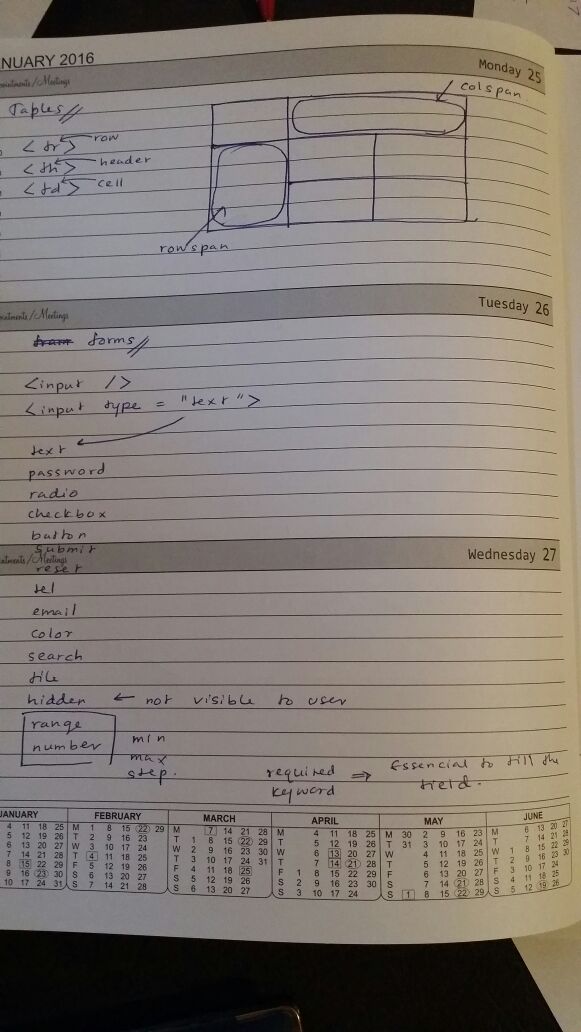 NUARY 2016
ointments/Meetings
Monday 25
Tables
colspan
<tr> row
<th> header
<td> cell
rowspan
ointments/Meetings
Tuesday 26
forms
<input />
<input type = "text">
text
password
radio
checkbox
button
submit
ntments/Meetings
Wednesday 27
reset
tel
email
color
search
file
hidden ← not visible to user
range
number
min
max
step.
required
keyword
⇒ Essencial to fill the
field.
JANUARY FEBRUARY MARCH APRIL MAY JUNE
4 11 18 25 M 1 8 15 22 29 M 7 14 21 28 M 4 11 18 25 M 30 2 9 16 23 M 6 13 20 27
5 12 19 26 T 2 9 16 23 T 1 8 15 22 29 T 5 12 19 26 T 31 3 10 17 24 T 7 14 21 28
6 13 20 27 W 3 10 17 24 W 2 9 16 23 30 W 6 13 20 27 W 4 11 18 25 W 1 8 15 22 29
7 14 21 28 T 4 11 18 25 T 3 10 17 24 31 T 7 14 21 28 T 5 12 19 26 T 2 9 16 23 30
8 15 22 29 F 5 12 19 26 F 4 11 18 25 F 1 8 15 22 29 F 6 13 20 27 F 3 10 17 24
9 16 23 30 S 6 13 20 27 S 5 12 19 26 S 2 9 16 23 30 S 7 14 21 28 S 4 11 18 25
10 17 24 31 S 7 14 21 28 S 6 13 20 27 S 3 10 17 24 S 1 8 15 22 29 S 5 12 19 26